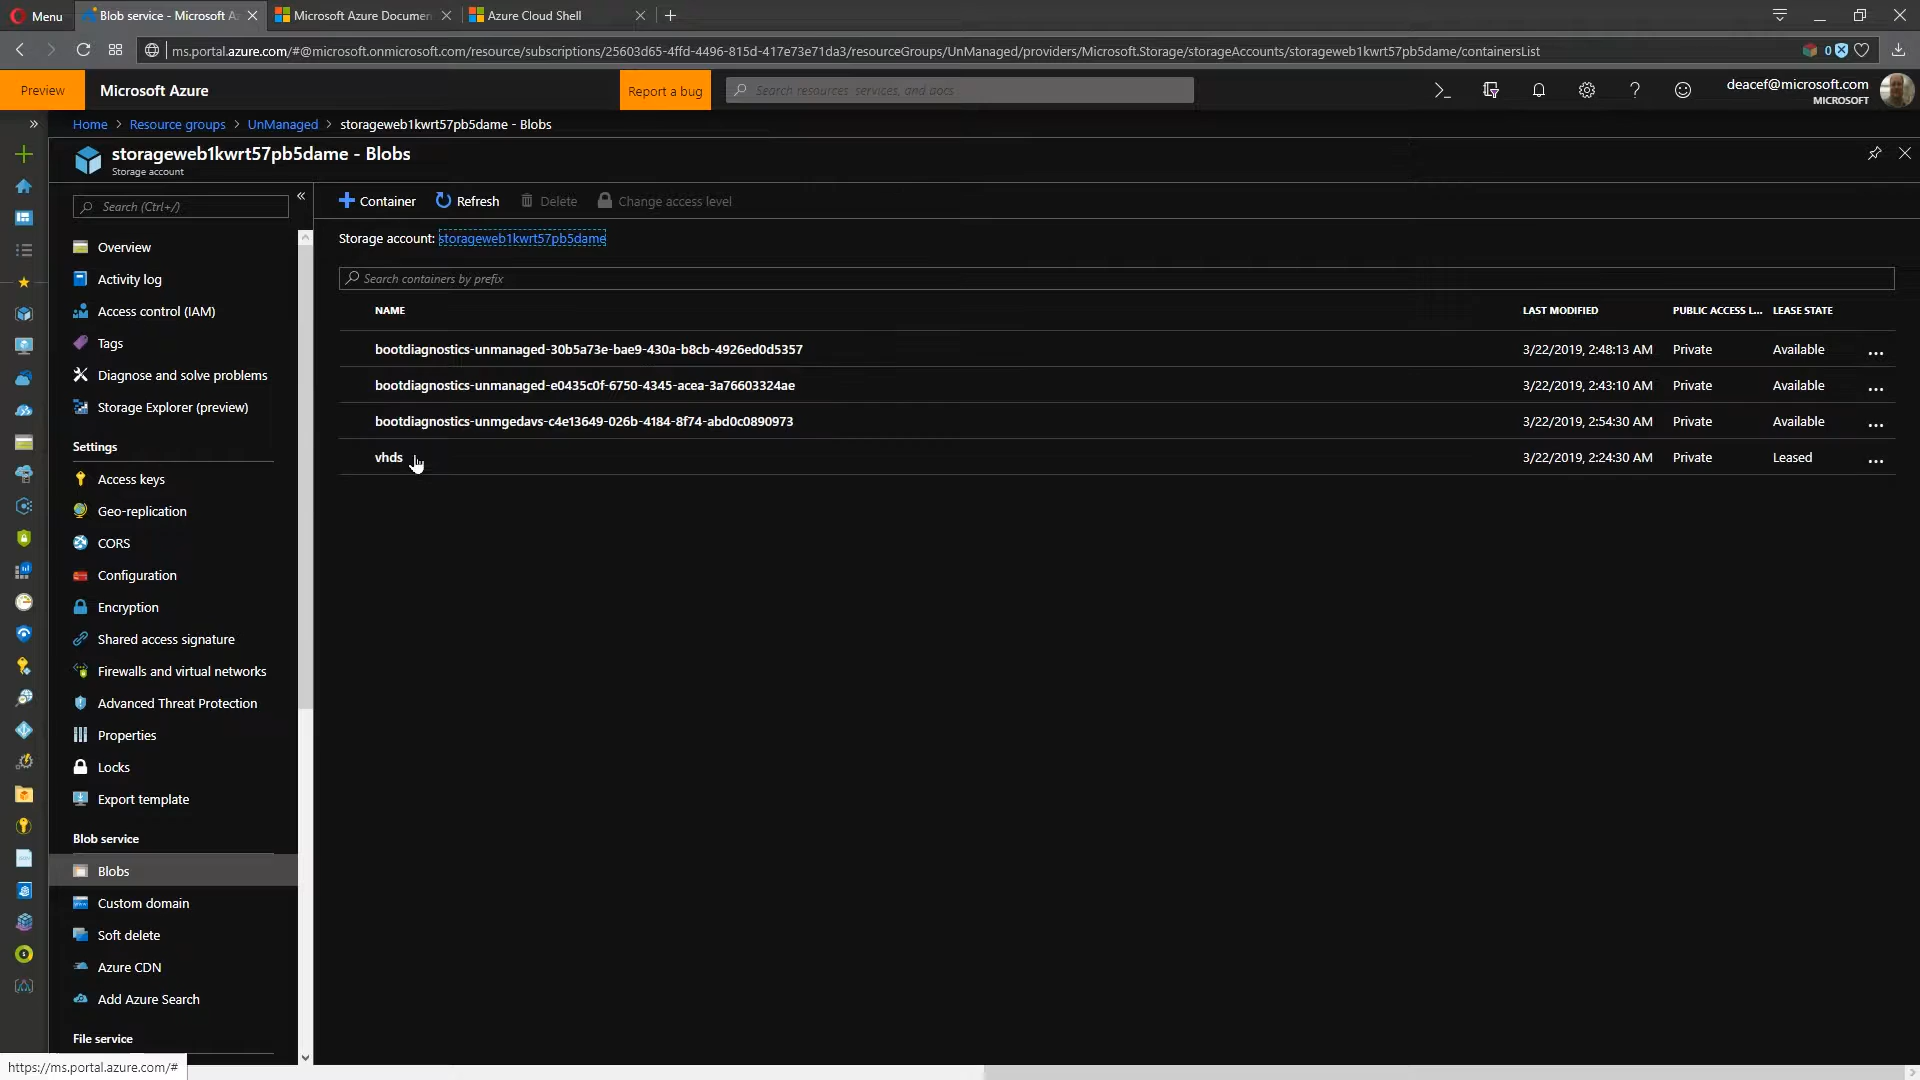 Menu
Blob service - Microsoft A
Microsoft Azure Documen
Azure Cloud Shell
ms.portal.azure.com/#@microsoft.onmicrosoft.com/resource/subscriptions/25603d65-4ffd-4496-815d-417e73e71da3/resourceGroups/UnManaged/providers/Microsoft.Storage/storageAccounts/storageweb1kwrt57pb5dame/containersList
0
Preview
Microsoft Azure
Report a bug
Search resources, services, and docs
deacef@microsoft.com
MICROSOFT
Home > Resource groups > UnManaged > storageweb1kwrt57pb5dame - Blobs
storageweb1kwrt57pb5dame - Blobs
Storage account
Search (Ctrl+/)
Overview
Activity log
Access control (IAM)
Tags
Diagnose and solve problems
Storage Explorer (preview)
Settings
Access keys
Geo-replication
CORS
Configuration
Encryption
Shared access signature
Firewalls and virtual networks
Advanced Threat Protection
Properties
Locks
Export template
Blob service
Blobs
Custom domain
Soft delete
Azure CDN
Add Azure Search
File service
Container Refresh Delete Change access level
Storage account: storageweb1kwrt57pb5dame
Search containers by prefix
NAME LAST MODIFIED PUBLIC ACCESS L... LEASE STATE
bootdiagnostics-unmanaged-30b5a73e-bae9-430a-b8cb-4926ed0d5357 3/22/2019, 2:48:13 AM Private Available ...
bootdiagnostics-unmanaged-e0435c0f-6750-4345-acea-3a76603324ae 3/22/2019, 2:43:10 AM Private Available ...
bootdiagnostics-unmgedavs-c4e13649-026b-4184-8f74-abd0c0890973 3/22/2019, 2:54:30 AM Private Available ...
vhds 3/22/2019, 2:24:30 AM Private Leased ...
https://ms.portal.azure.com/#